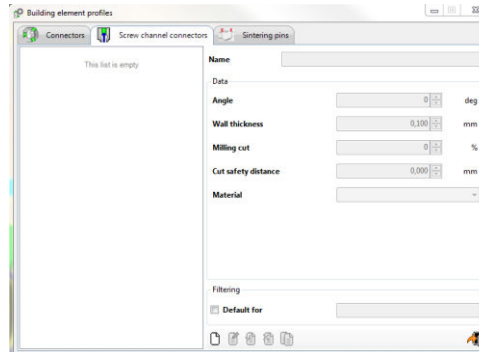 Building element profiles
Connectors
Screw channel connectors
Sintering pins
This list is empty
Name
Data
Angle
0
deg
Wall thickness
0,100
mm
Milling cut
0
%
Cut safety distance
0,000
mm
Material
Filtering
Default for